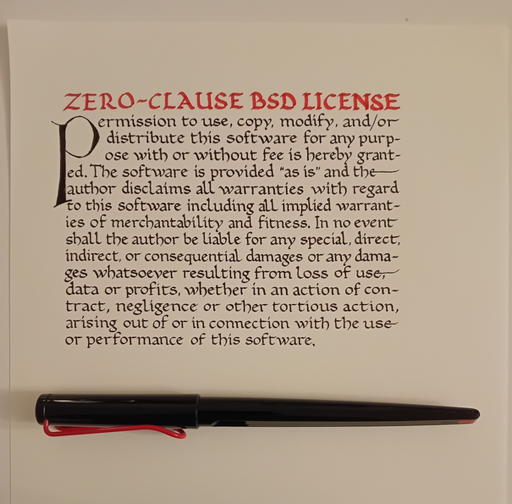 ZERO-CLAUSE BSD LICENSE
Permission to use, copy, modify, and/or
distribute this software for any purp-
ose with or without fee is hereby grant-
ed. The software is provided "as is" and the
author disclaims all warranties with regard
to this software including all implied warrant-
ies of merchantability and fitness. In no event
shall the author be liable for any special, direct,
indirect, or consequential damages or any dama-
ges whatsoever resulting from loss of use,
data or profits, whether in an action of con-
tract, negligence or other tortious action,
arising out of or in connection with the use
or performance of this software.